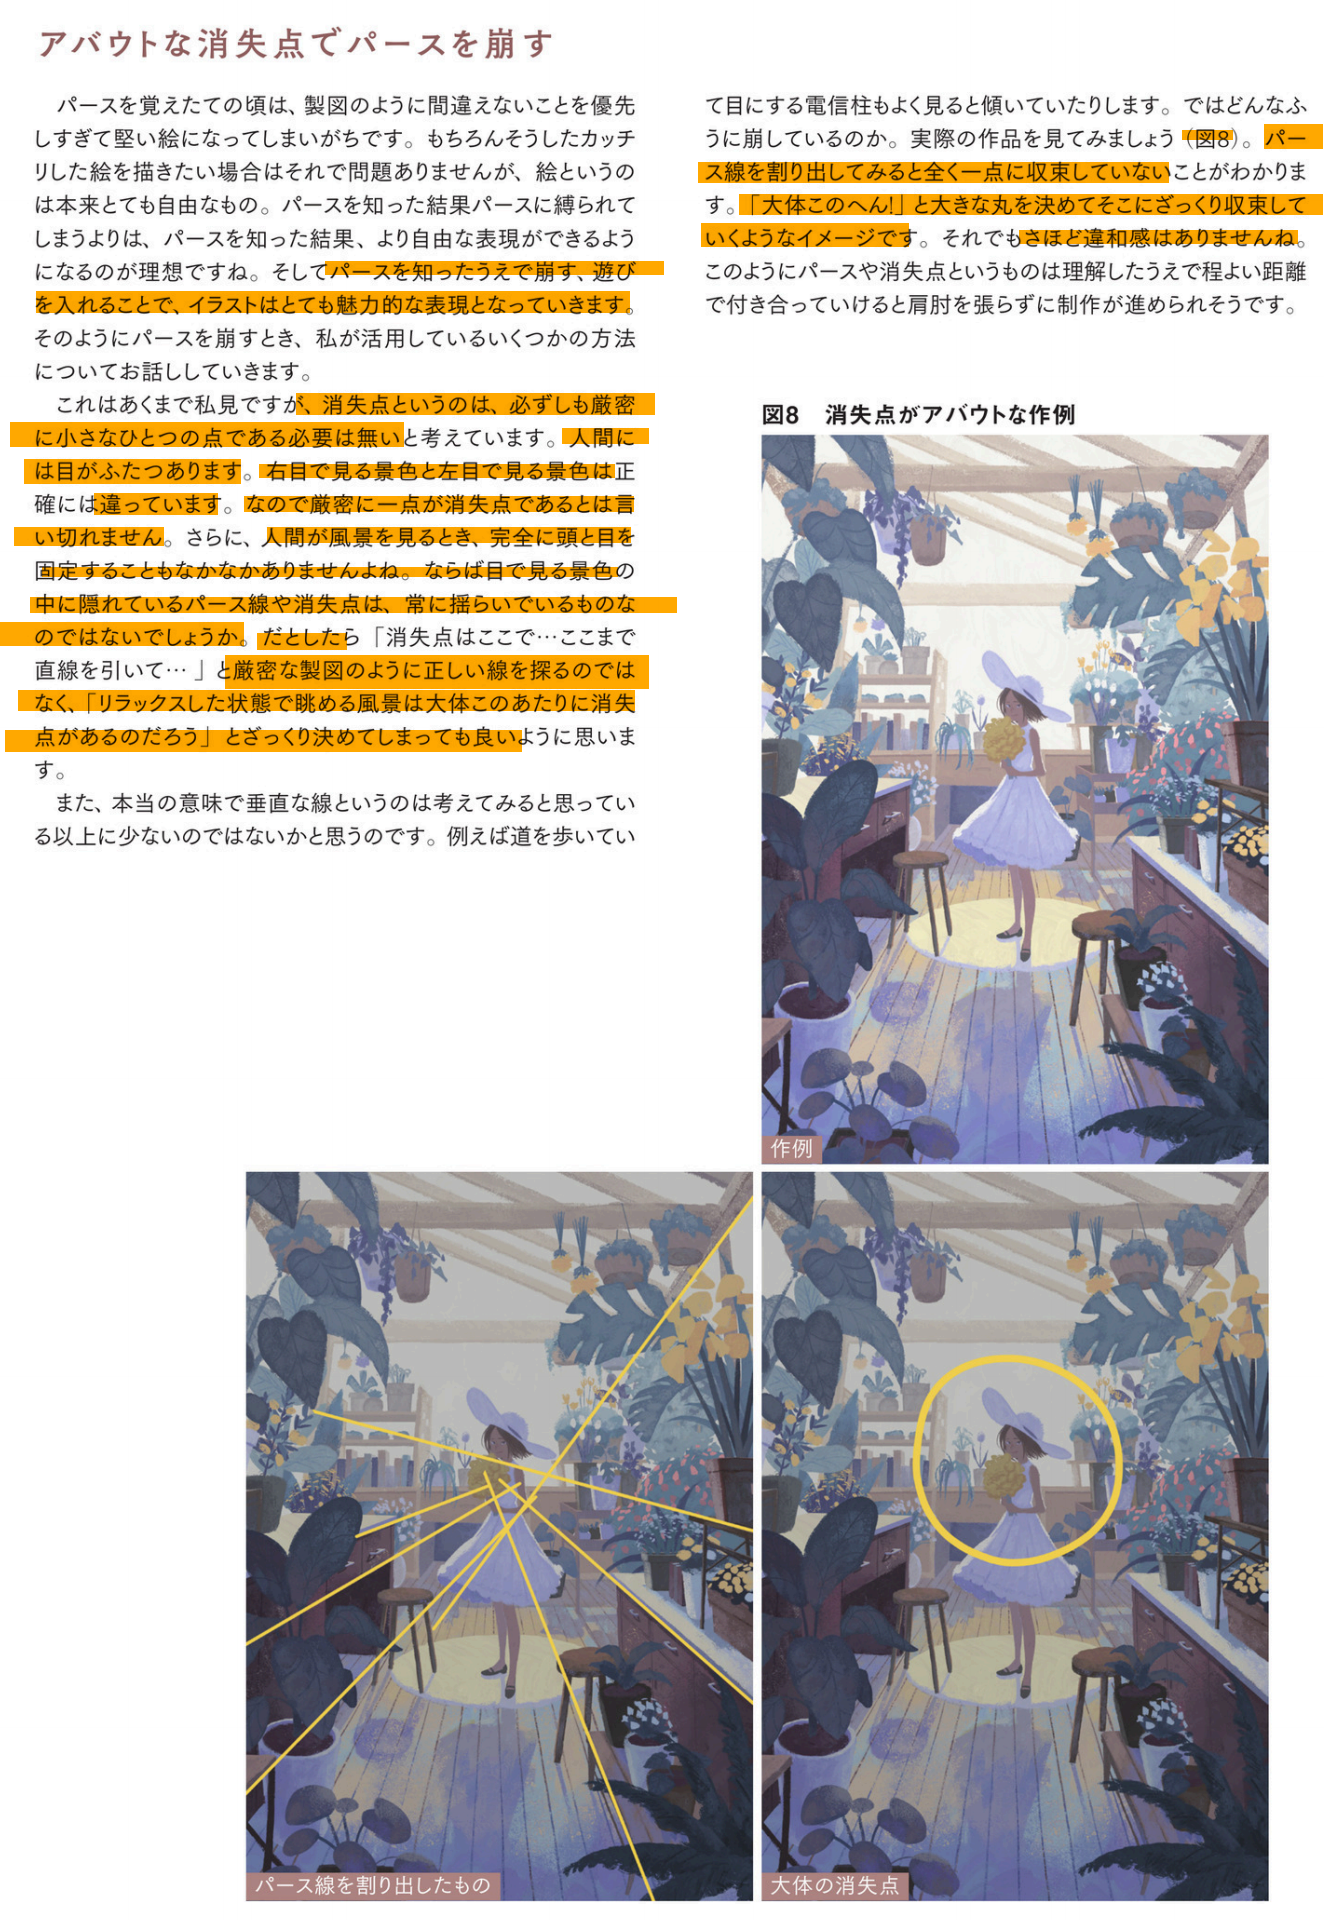 アバウトな消失点でパースを崩す
　パースを覚えたての頃は、製図のように間違えないことを優先
しすぎて堅い絵になってしまいがちです。もちろんそうしたカッチ
リした絵を描きたい場合はそれで問題ありませんが、絵というの
は本来とても自由なもの。パースを知った結果パースに縛られて
しまうよりは、パースを知った結果、より自由な表現ができるよう
になるのが理想ですね。そしてパースを知ったうえで崩す、遊び
を入れることで、イラストはとても魅力的な表現となっていきます。
そのようにパースを崩すとき、私が活用しているいくつかの方法
についてお話ししていきます。
　これはあくまで私見ですが、消失点というのは、必ずしも厳密
に小さなひとつの点である必要は無いと考えています。人間に
は目がふたつあります。右目で見る景色と左目で見る景色は正
確には違っています。なので厳密に一点が消失点であるとは言
い切れません。さらに、人間が風景を見るとき、完全に頭と目を
固定することもなかなかありませんよね。ならば目で見る景色の
中に隠れているパース線や消失点は、常に揺らいでいるものな
のではないでしょうか。だとしたら「消失点はここで…ここまで
直線を引いて…」と厳密な製図のように正しい線を探るのでは
なく、「リラックスした状態で眺める風景は大体このあたりに消失
点があるのだろう」とざっくり決めてしまっても良いように思いま
す。
　また、本当の意味で垂直な線というのは考えてみると思ってい
る以上に少ないのではないかと思うのです。例えば道を歩いてい
て目にする電信柱もよく見ると傾いていたりします。ではどんなふ
うに崩しているのか。実際の作品を見てみましょう（図8）。パー
ス線を割り出してみると全く一点に収束していないことがわかりま
す。「大体このへん!」と大きな丸を決めてそこにざっくり収束して
いくようなイメージです。それでもさほど違和感はありませんね。
このようにパースや消失点というものは理解したうえで程よい距離
で付き合っていけると肩肘を張らずに制作が進められそうです。
図8　消失点がアバウトな作例
作例
パース線を割り出したもの
大体の消失点